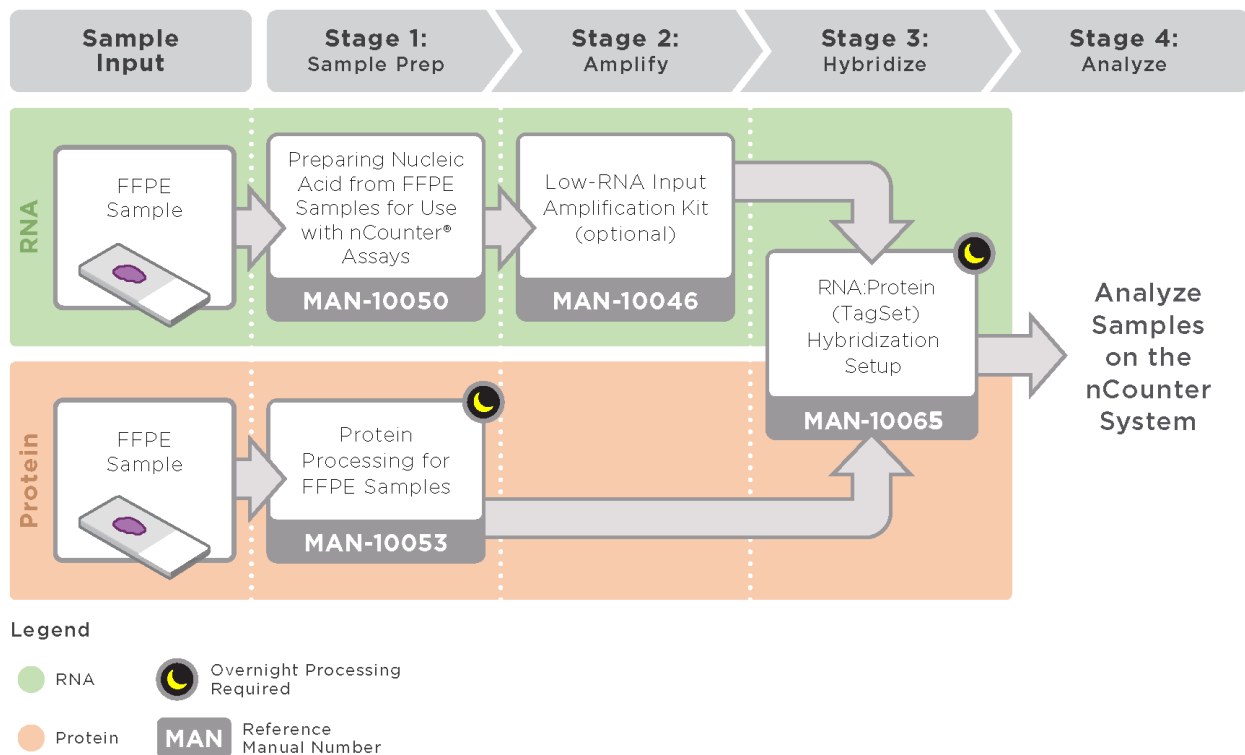 Sample
Input
Stage 1:
Sample Prep
Stage 2:
Amplify
Stage 3:
Hybridize
Stage 4:
Analyze
RNA
FFPE
Sample
Preparing Nucleic
Acid from FFPE
Samples for Use
with nCounter®
Assays
MAN-10050
Low-RNA Input
Amplification Kit
(optional)
MAN-10046
RNA:Protein
(TagSet)
Hybridization
Setup
MAN-10065
Analyze
Samples
on the
nCounter
System
Protein
FFPE
Sample
Protein
Processing for
FFPE Samples
MAN-10053
Legend
RNA
Overnight Processing
Required
Protein
MAN
Reference
Manual Number